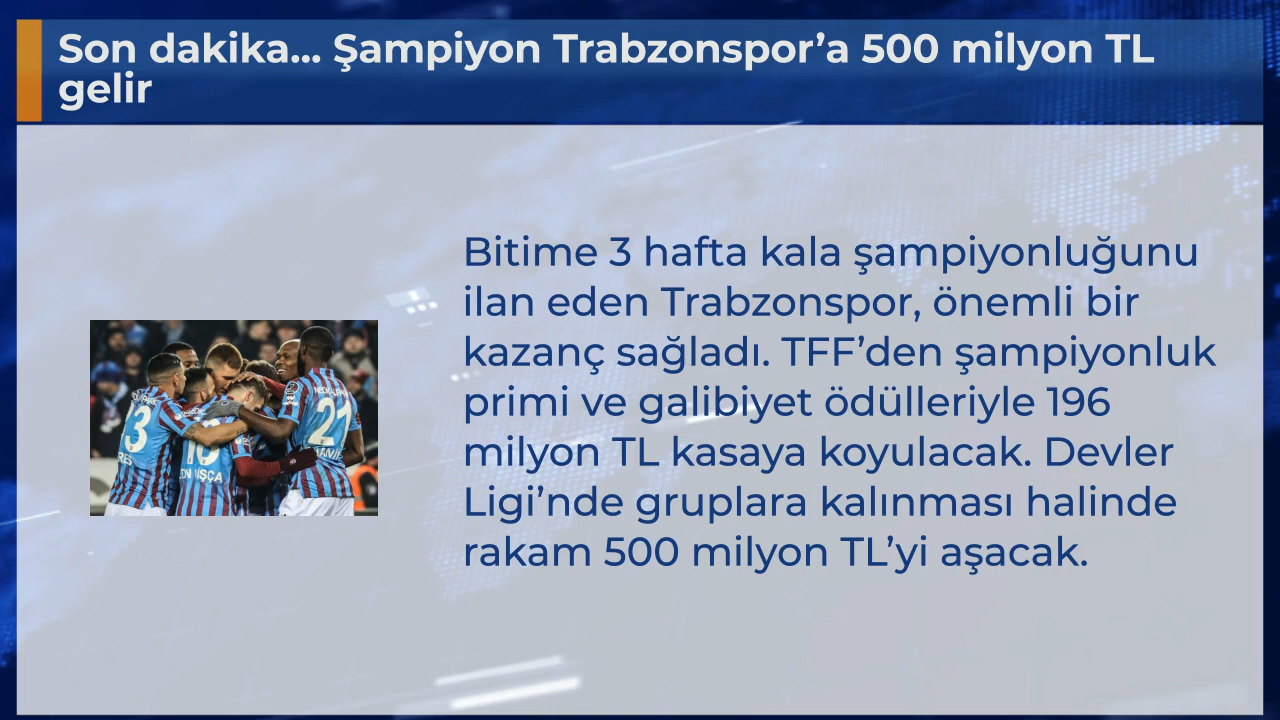 Son dakika... Şampiyon Trabzonspor’a 500 milyon TL
gelir
Bitime 3 hafta kala şampiyonluğunu
ilan eden Trabzonspor, önemli bir
kazanç sağladı. TFF’den şampiyonluk
primi ve galibiyet ödülleriyle 196
milyon TL kasaya koyulacak. Devler
Ligi’nde gruplara kalınması halinde
rakam 500 milyon TL’yi aşacak.
21